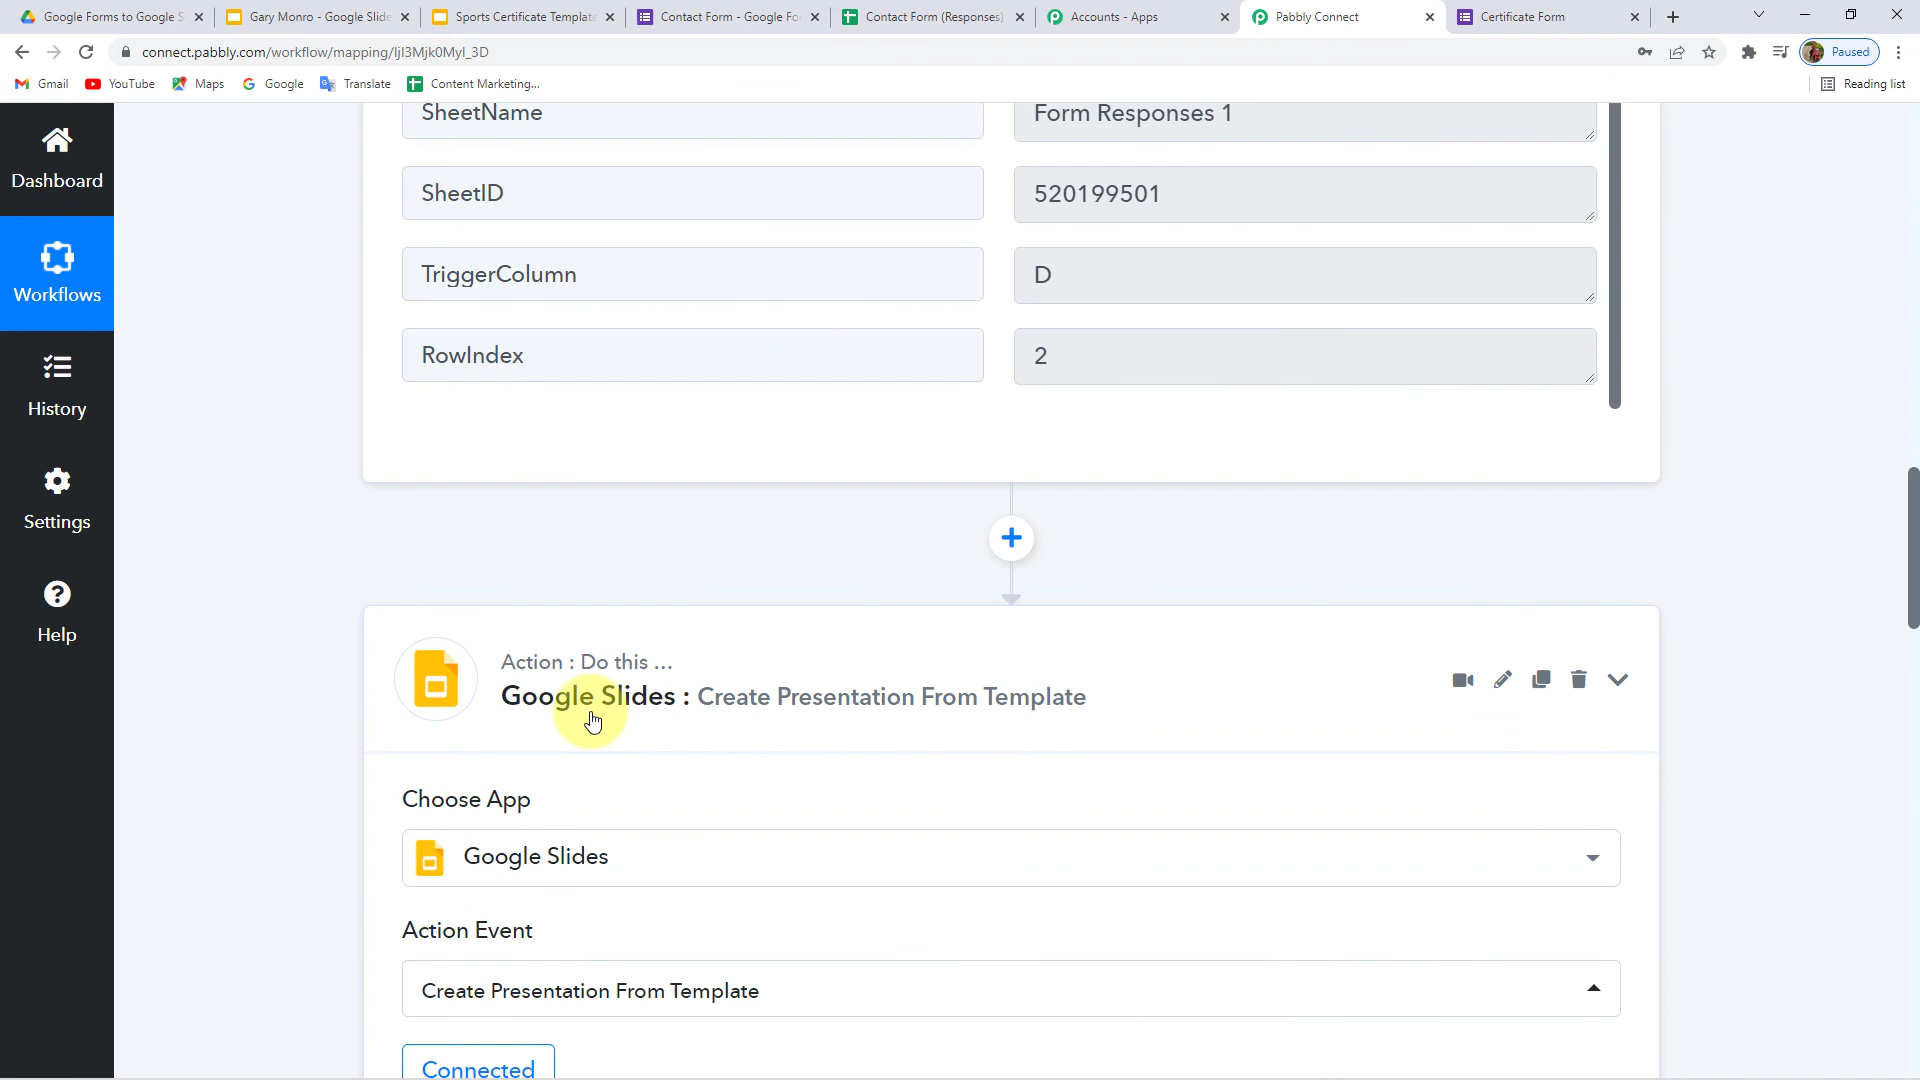 Google Forms to Google S
Gary Monro - Google Slide
Sports Certificate Template
Contact Form - Google Fo
Contact Form (Responses)
Accounts - Apps
Pabbly Connect
Certificate Form
connect.pabbly.com/workflow/mapping/IjI3Mjk0MyI_3D
Paused
Gmail
YouTube
Maps
Google
Translate
Content Marketing...
Reading list
Dashboard
Workflows
History
Settings
Help
SheetName
Form Responses 1
SheetID
520199501
TriggerColumn
D
RowIndex
2
Action : Do this ...
Google Slides : Create Presentation From Template
Choose App
Google Slides
Action Event
Create Presentation From Template
Connected